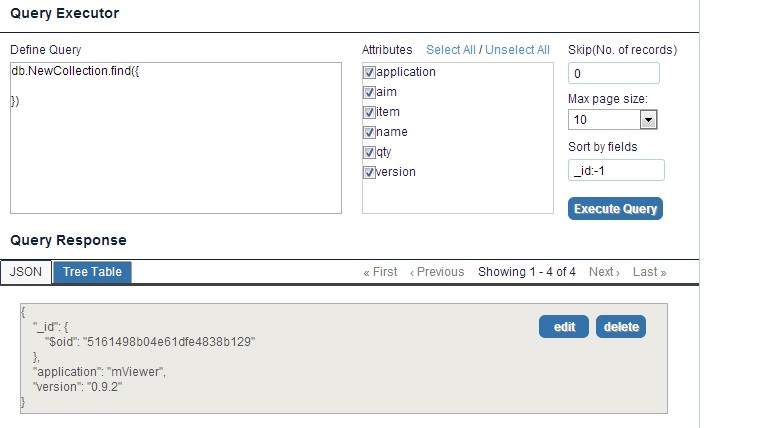 Query Executor
Define Query
Attributes Select All / Unselect All
Skip(No. of records)
db.NewCollection.find({
})
application
aim
item
name
qty
version
0
Max page size:
10
Sort by fields
_id:-1
Execute Query
Query Response
JSON Tree Table « First ‹ Previous Showing 1 - 4 of 4 Next › Last »
{
"_id": {
"$oid": "5161498b04e61dfe4838b129"
},
"application": "mViewer",
"version": "0.9.2"
}
edit delete